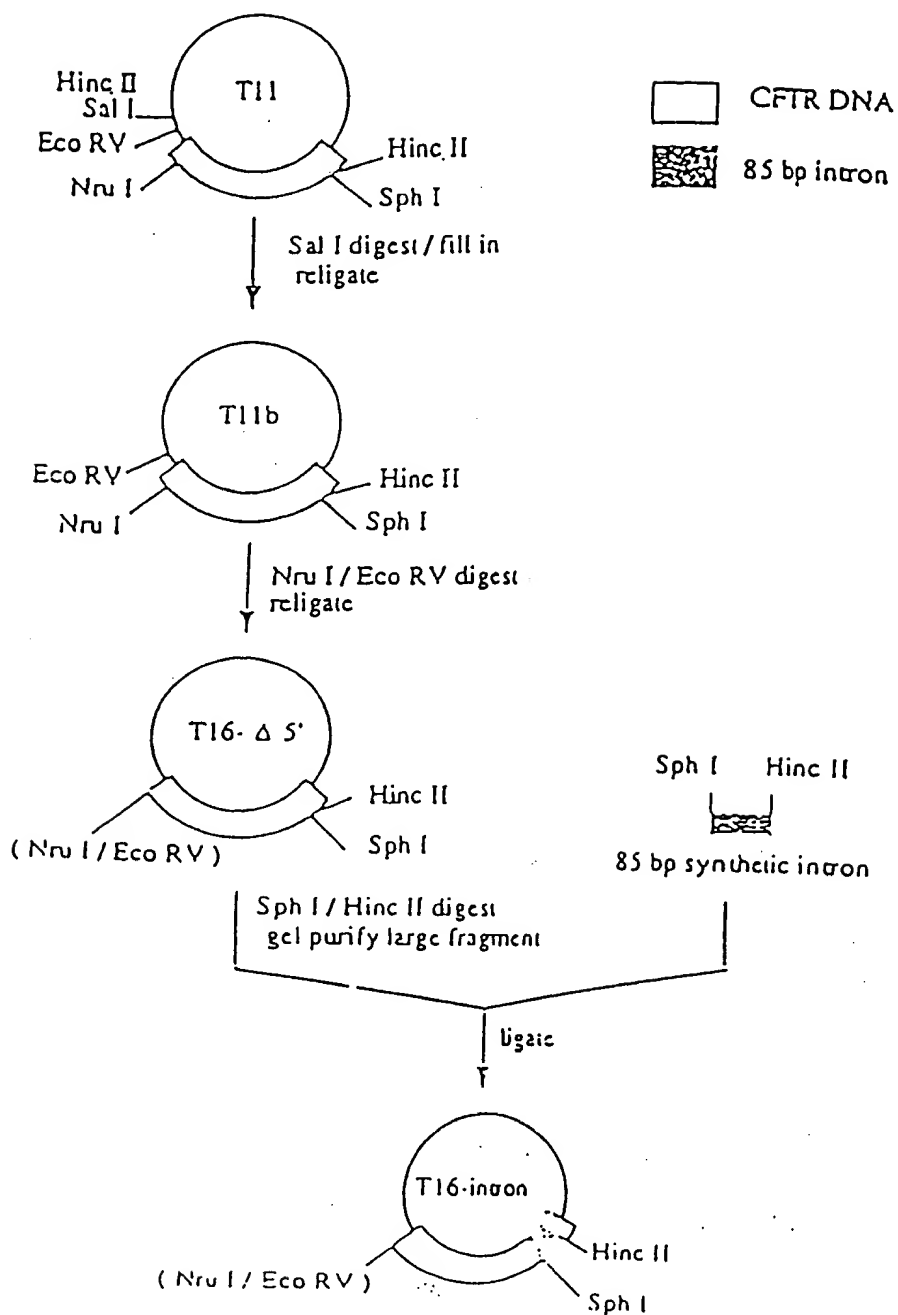 T11
Hinc II
Sal I
Eco RV
Nru I
Hinc II
Sph I
CFTR DNA
85 bp intron
Sal I digest / fill in
religate
T11b
Eco RV
Nru I
Hinc II
Sph I
Nru I / Eco RV digest
religate
T16- Δ 5'
Hinc II
Sph I
( Nru I / Eco RV )
Sph I Hinc II
85 bp synthetic intron
Sph I / Hinc II digest
gel purify large fragment
ligate
T16-intron
Hinc II
( Nru I / Eco RV )
Sph I